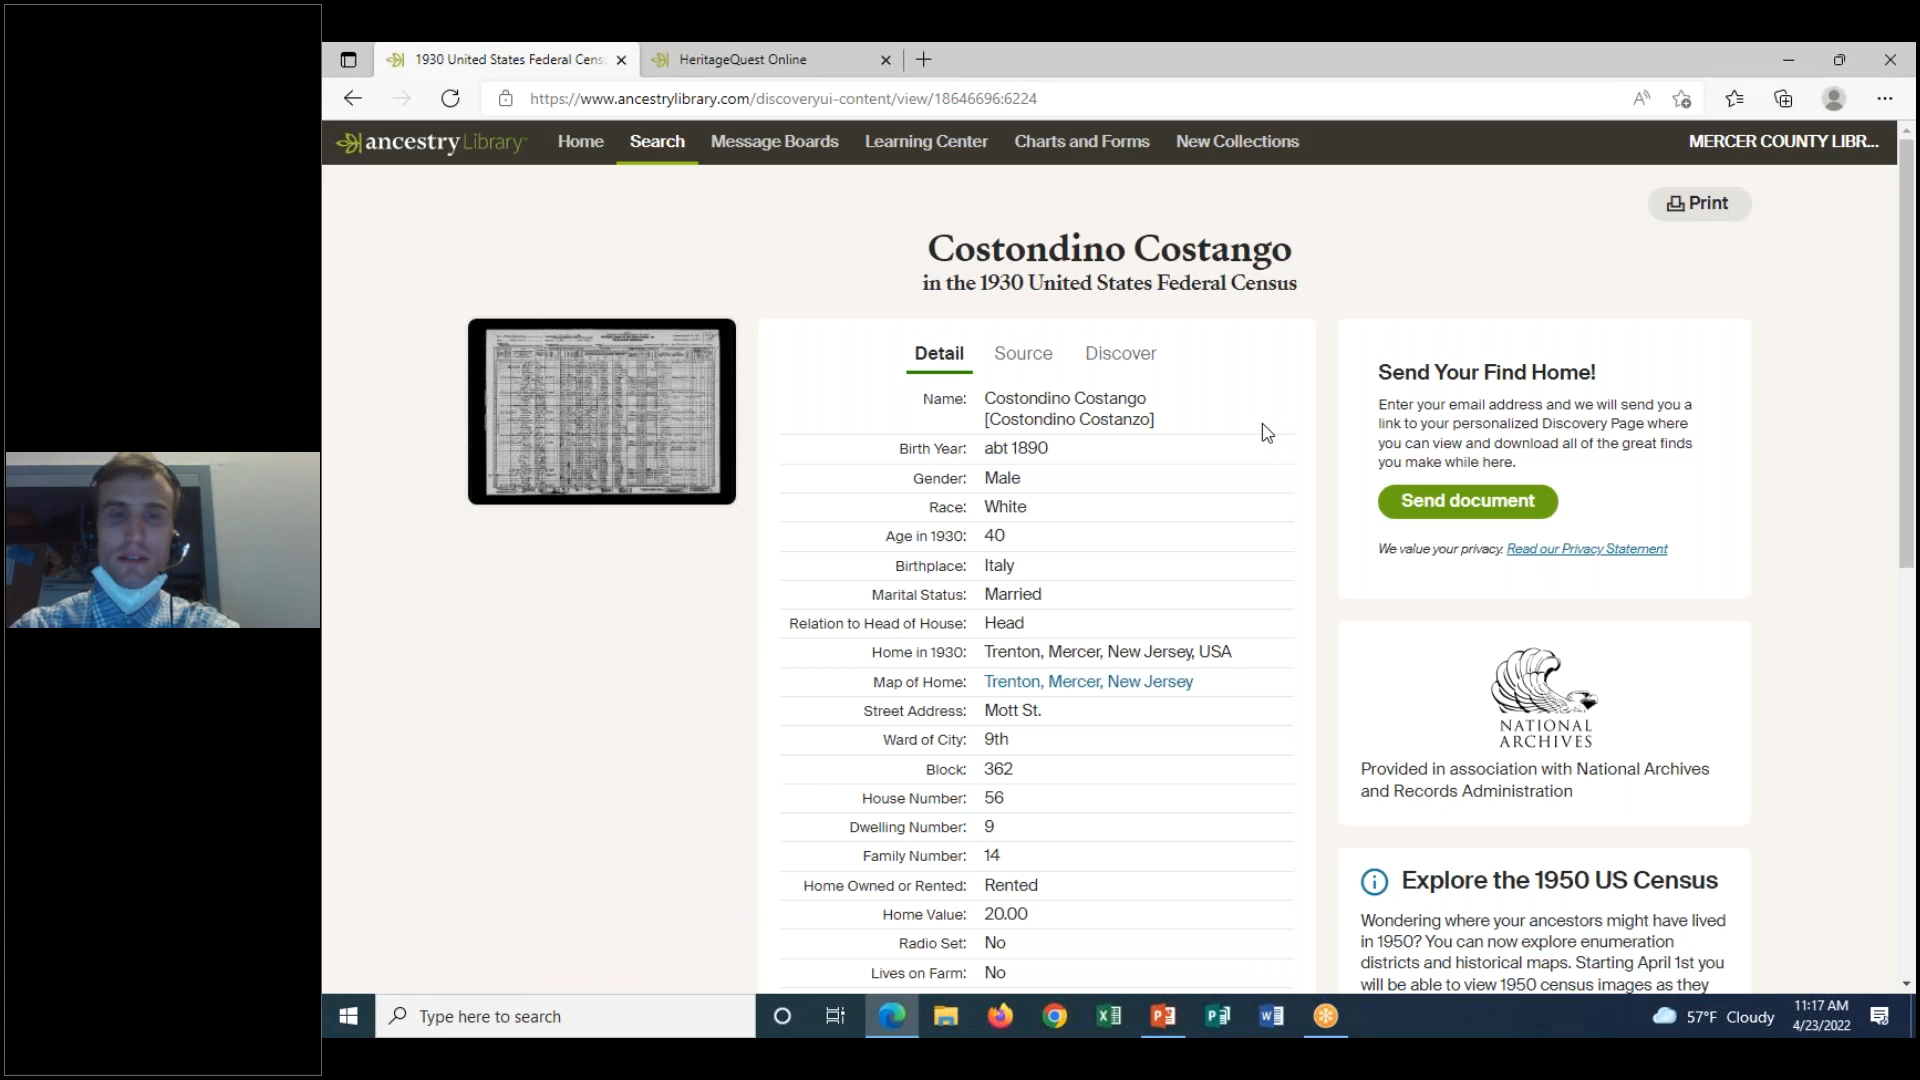 1930 United States Federal Cens
HeritageQuest Online
https://www.ancestrylibrary.com/discoveryui-content/view/18646696:6224
ancestryLibrary
Home
Search
Message Boards
Learning Center
Charts and Forms
New Collections
MERCER COUNTY LIBR...
Print
Costondino Costango
in the 1930 United States Federal Census
Detail
Source
Discover
Name: Costondino Costango
[Costondino Costanzo]
Birth Year: abt 1890
Gender: Male
Race: White
Age in 1930: 40
Birthplace: Italy
Marital Status: Married
Relation to Head of House: Head
Home in 1930: Trenton, Mercer, New Jersey, USA
Map of Home: Trenton, Mercer, New Jersey
Street Address: Mott St.
Ward of City: 9th
Block: 362
House Number: 56
Dwelling Number: 9
Family Number: 14
Home Owned or Rented: Rented
Home Value: 20.00
Radio Set: No
Lives on Farm: No
Send Your Find Home!
Enter your email address and we will send you a
link to your personalized Discovery Page where
you can view and download all of the great finds
you make while here.
Send document
We value your privacy. Read our Privacy Statement
NATIONAL
ARCHIVES
Provided in association with National Archives
and Records Administration
Explore the 1950 US Census
Wondering where your ancestors might have lived
in 1950? You can now explore enumeration
districts and historical maps. Starting April 1st you
will be able to view 1950 census images as they
Type here to search
57°F Cloudy
11:17 AM
4/23/2022